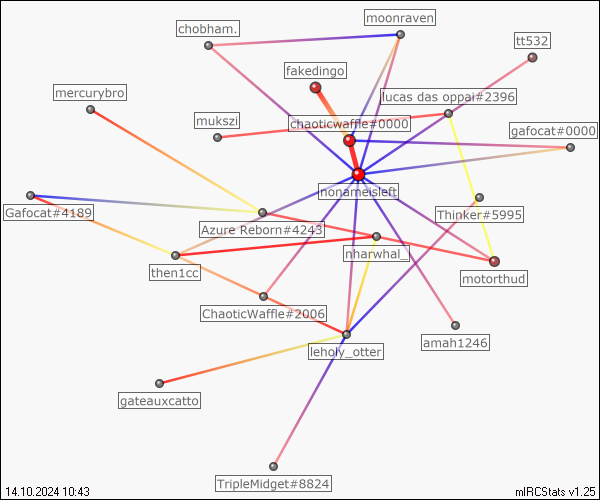 moonraven
chobham.
tt532
fakedingo
mercurybro
lucas das oppai#2396
mukszi
chaoticwaffle#0000
gafocat#0000
nonameisleft
Gafocat#4189
Thinker#5995
Azure Reborn#4243
nharwhal_
then1cc
motorthud
ChaoticWaffle#2006
amah1246
leholy_otter
gateauxcatto
TripleMidget#8824
14.10.2024 10:43
mIRCStats v1.25